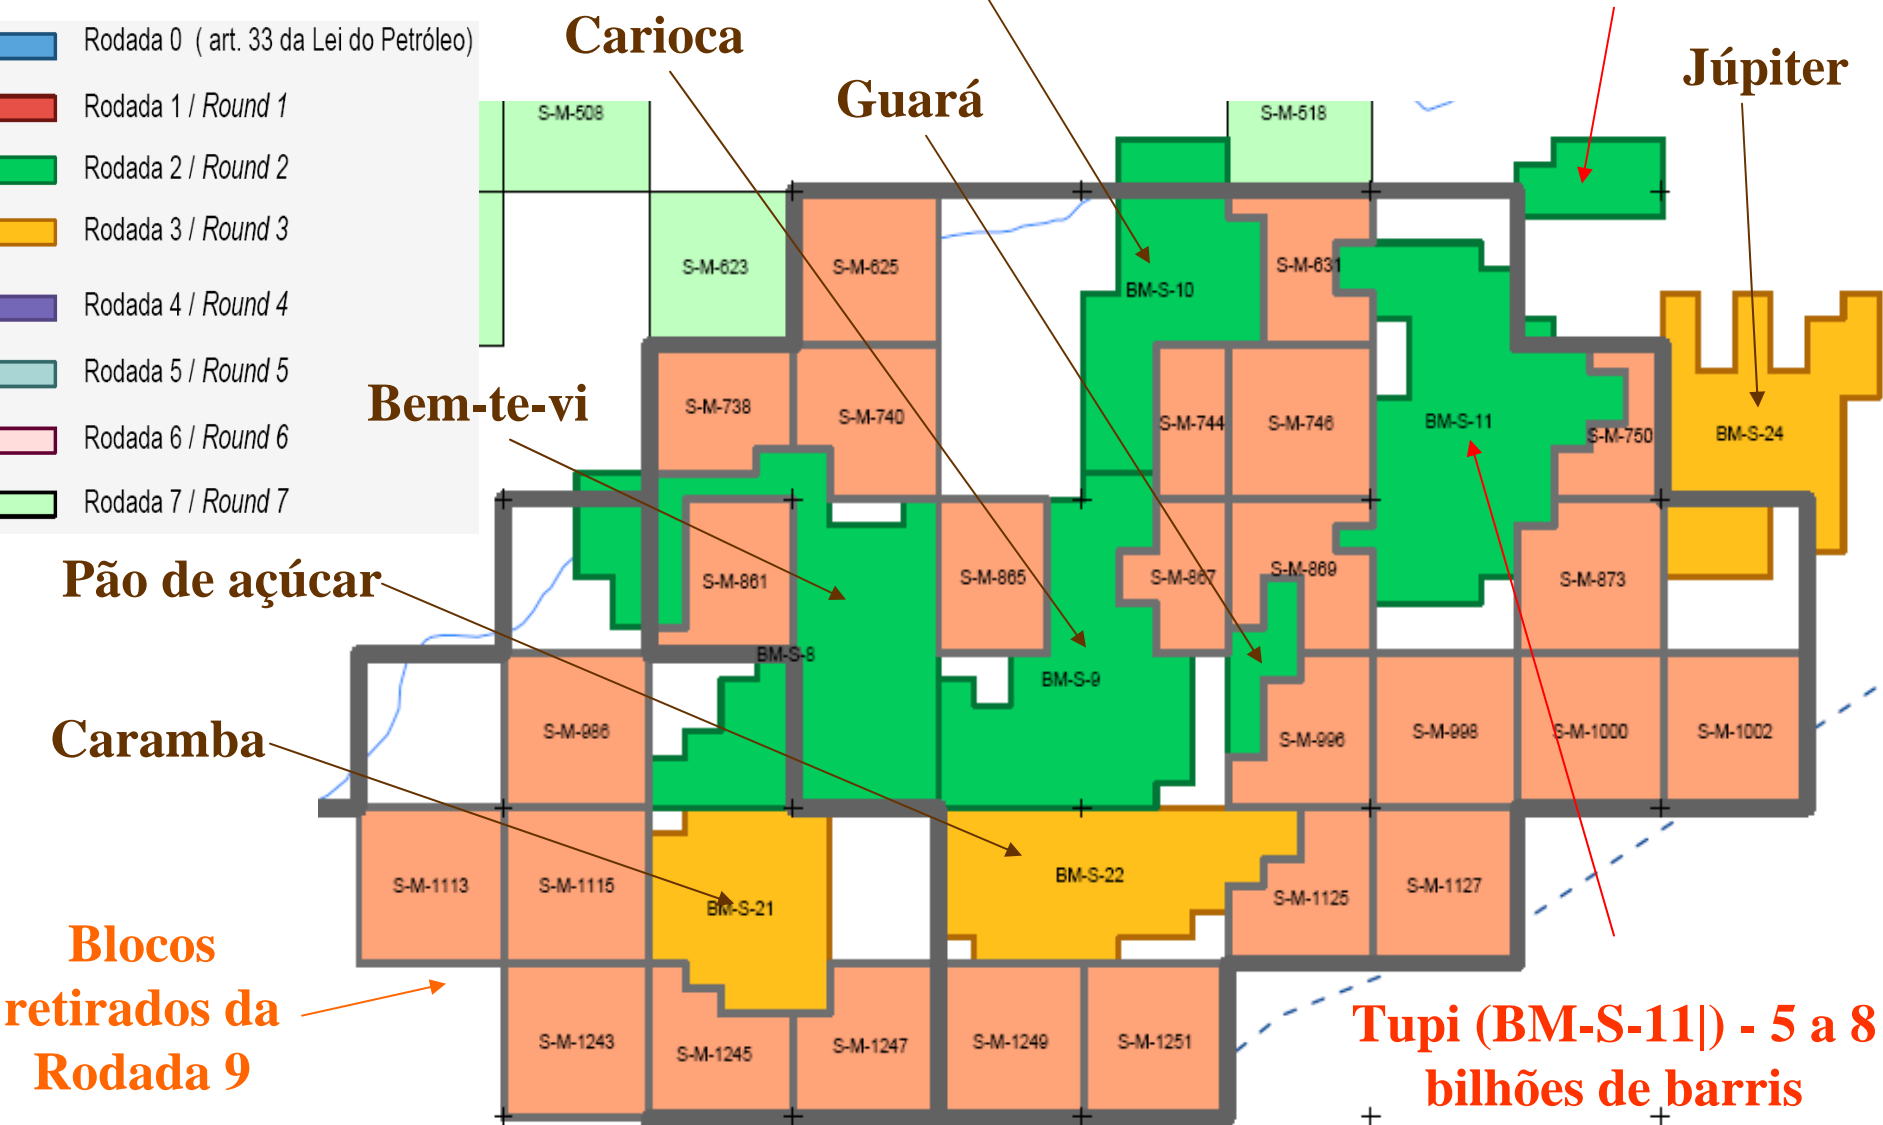 Rodada 0 ( art. 33 da Lei do Petróleo)
Rodada 1 / Round 1
Rodada 2 / Round 2
Rodada 3 / Round 3
Rodada 4 / Round 4
Rodada 5 / Round 5
Rodada 6 / Round 6
Rodada 7 / Round 7
Carioca
Guará
Júpiter
Bem-te-vi
Pão de açúcar
Caramba
S-M-508
S-M-518
S-M-623
S-M-625
BM-S-10
S-M-631
S-M-738
S-M-740
S-M-744
S-M-746
BM-S-11
S-M-750
BM-S-24
S-M-861
S-M-865
S-M-867
S-M-869
S-M-873
BM-S-8
BM-S-9
S-M-986
S-M-996
S-M-998
S-M-1000
S-M-1002
S-M-1113
S-M-1115
BM-S-21
BM-S-22
S-M-1125
S-M-1127
S-M-1243
S-M-1245
S-M-1247
S-M-1249
S-M-1251
Blocos
retirados da
Rodada 9
Tupi (BM-S-11|) - 5 a 8
bilhões de barris